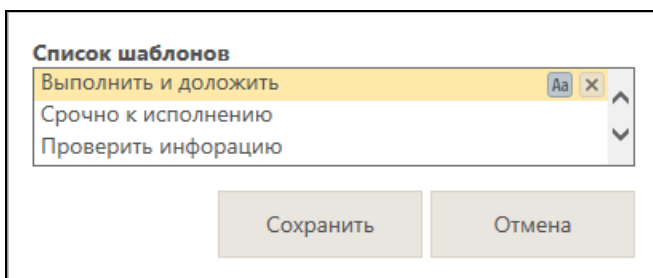 Список шаблонов
Выполнить и доложить Aa
Срочно к исполнению
Проверить инфорацию
Сохранить Отмена